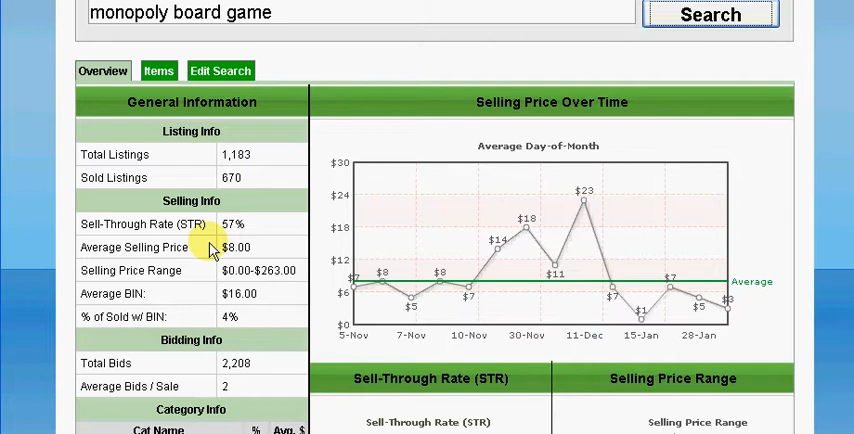 monopoly board game
Search
Overview
Items
Edit Search
General Information
Listing Info
Total Listings 1,183
Sold Listings 670
Selling Info
Sell-Through Rate (STR) 57%
Average Selling Price $8.00
Selling Price Range $0.00-$263.00
Average BIN: $16.00
% of Sold w/ BIN: 4%
Bidding Info
Total Bids 2,208
Average Bids / Sale 2
Category Info
Cat Name % Avg. $
Selling Price Over Time
Average Day-of-Month
$30
$24
$18
$12
$6
$0
$7 $8 $5 $8 $7 $14 $18 $11 $23 $7 $1 $7 $5 $3
Average
5-Nov 7-Nov 10-Nov 30-Nov 11-Dec 15-Jan 28-Jan
Sell-Through Rate (STR)
Sell-Through Rate (STR)
Selling Price Range
Selling Price Range